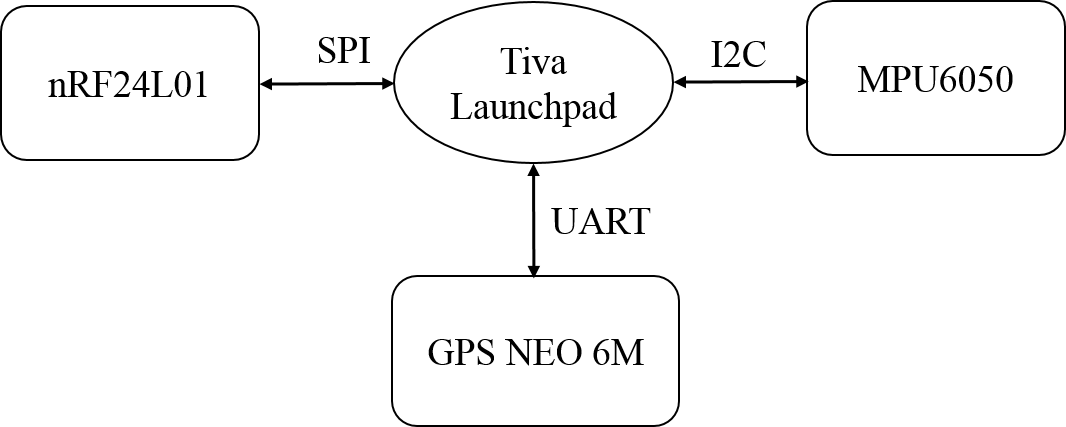 nRF24L01
SPI
Tiva
Launchpad
I2C
MPU6050
UART
GPS NEO 6M